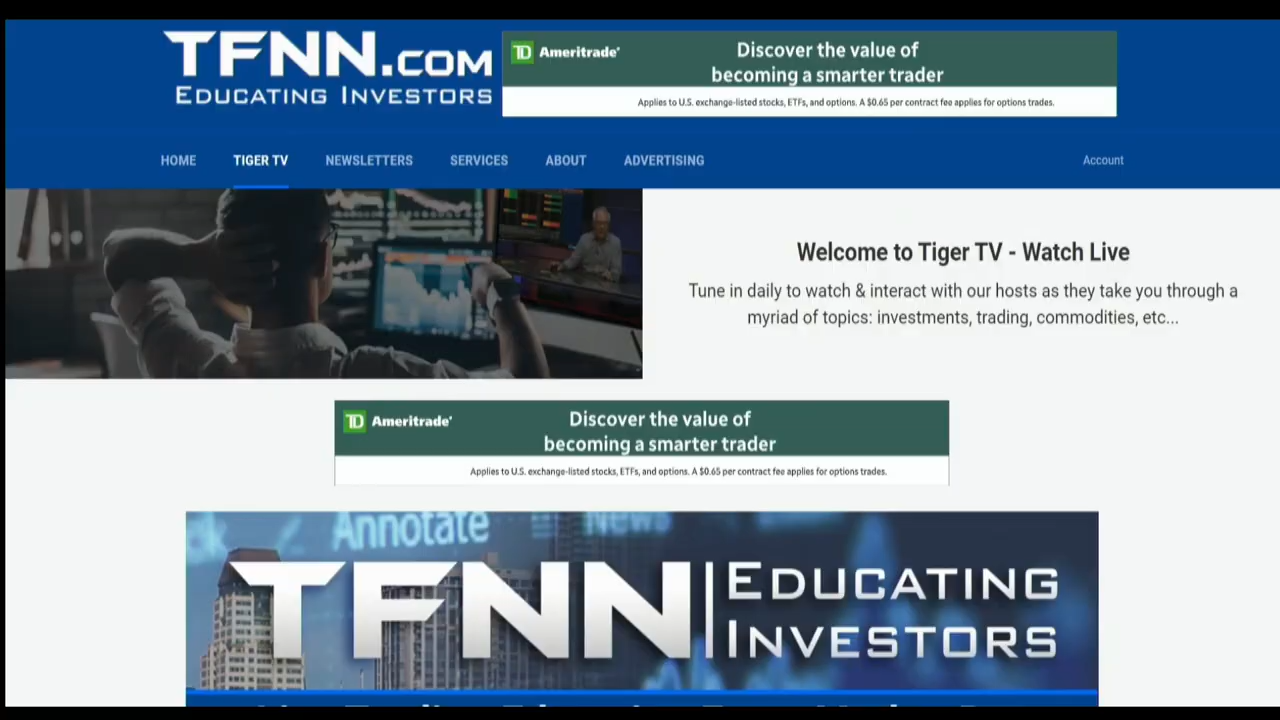 TFNN.COM
EDUCATING INVESTORS
TD Ameritrade
Discover the value of
becoming a smarter trader
Applies to U.S. exchange-listed stocks, ETFs, and options. A $0.65 per contract fee applies for options trades.
HOME TIGER TV NEWSLETTERS SERVICES ABOUT ADVERTISING Account
Welcome to Tiger TV - Watch Live
Tune in daily to watch & interact with our hosts as they take you through a
myriad of topics: investments, trading, commodities, etc...
TD Ameritrade
Discover the value of
becoming a smarter trader
Applies to U.S. exchange-listed stocks, ETFs, and options. A $0.65 per contract fee applies for options trades.
Annotate News
TFNN EDUCATING
INVESTORS